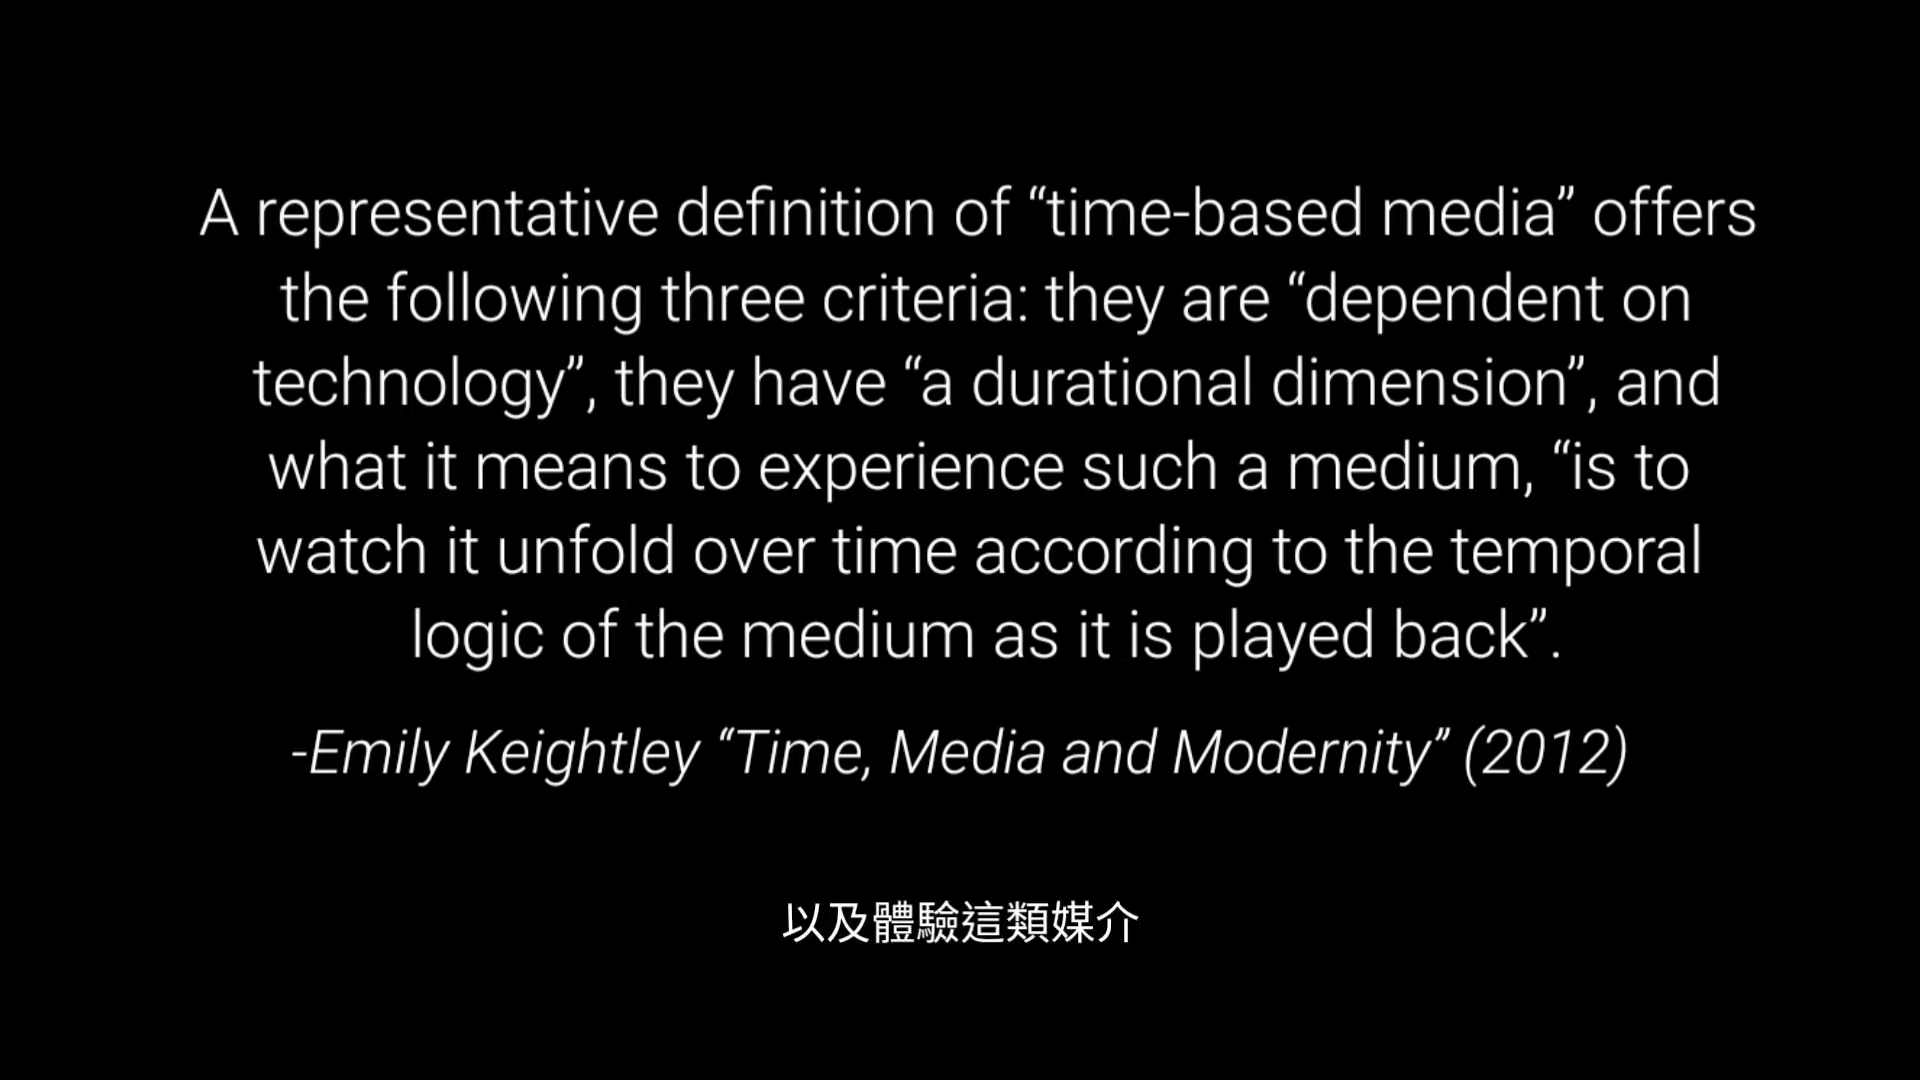 A representative definition of “time-based media” offers
the following three criteria: they are “dependent on
technology”, they have “a durational dimension”, and
what it means to experience such a medium, “is to
watch it unfold over time according to the temporal
logic of the medium as it is played back”.
-Emily Keightley “Time, Media and Modernity” (2012)
以及體驗這類媒介